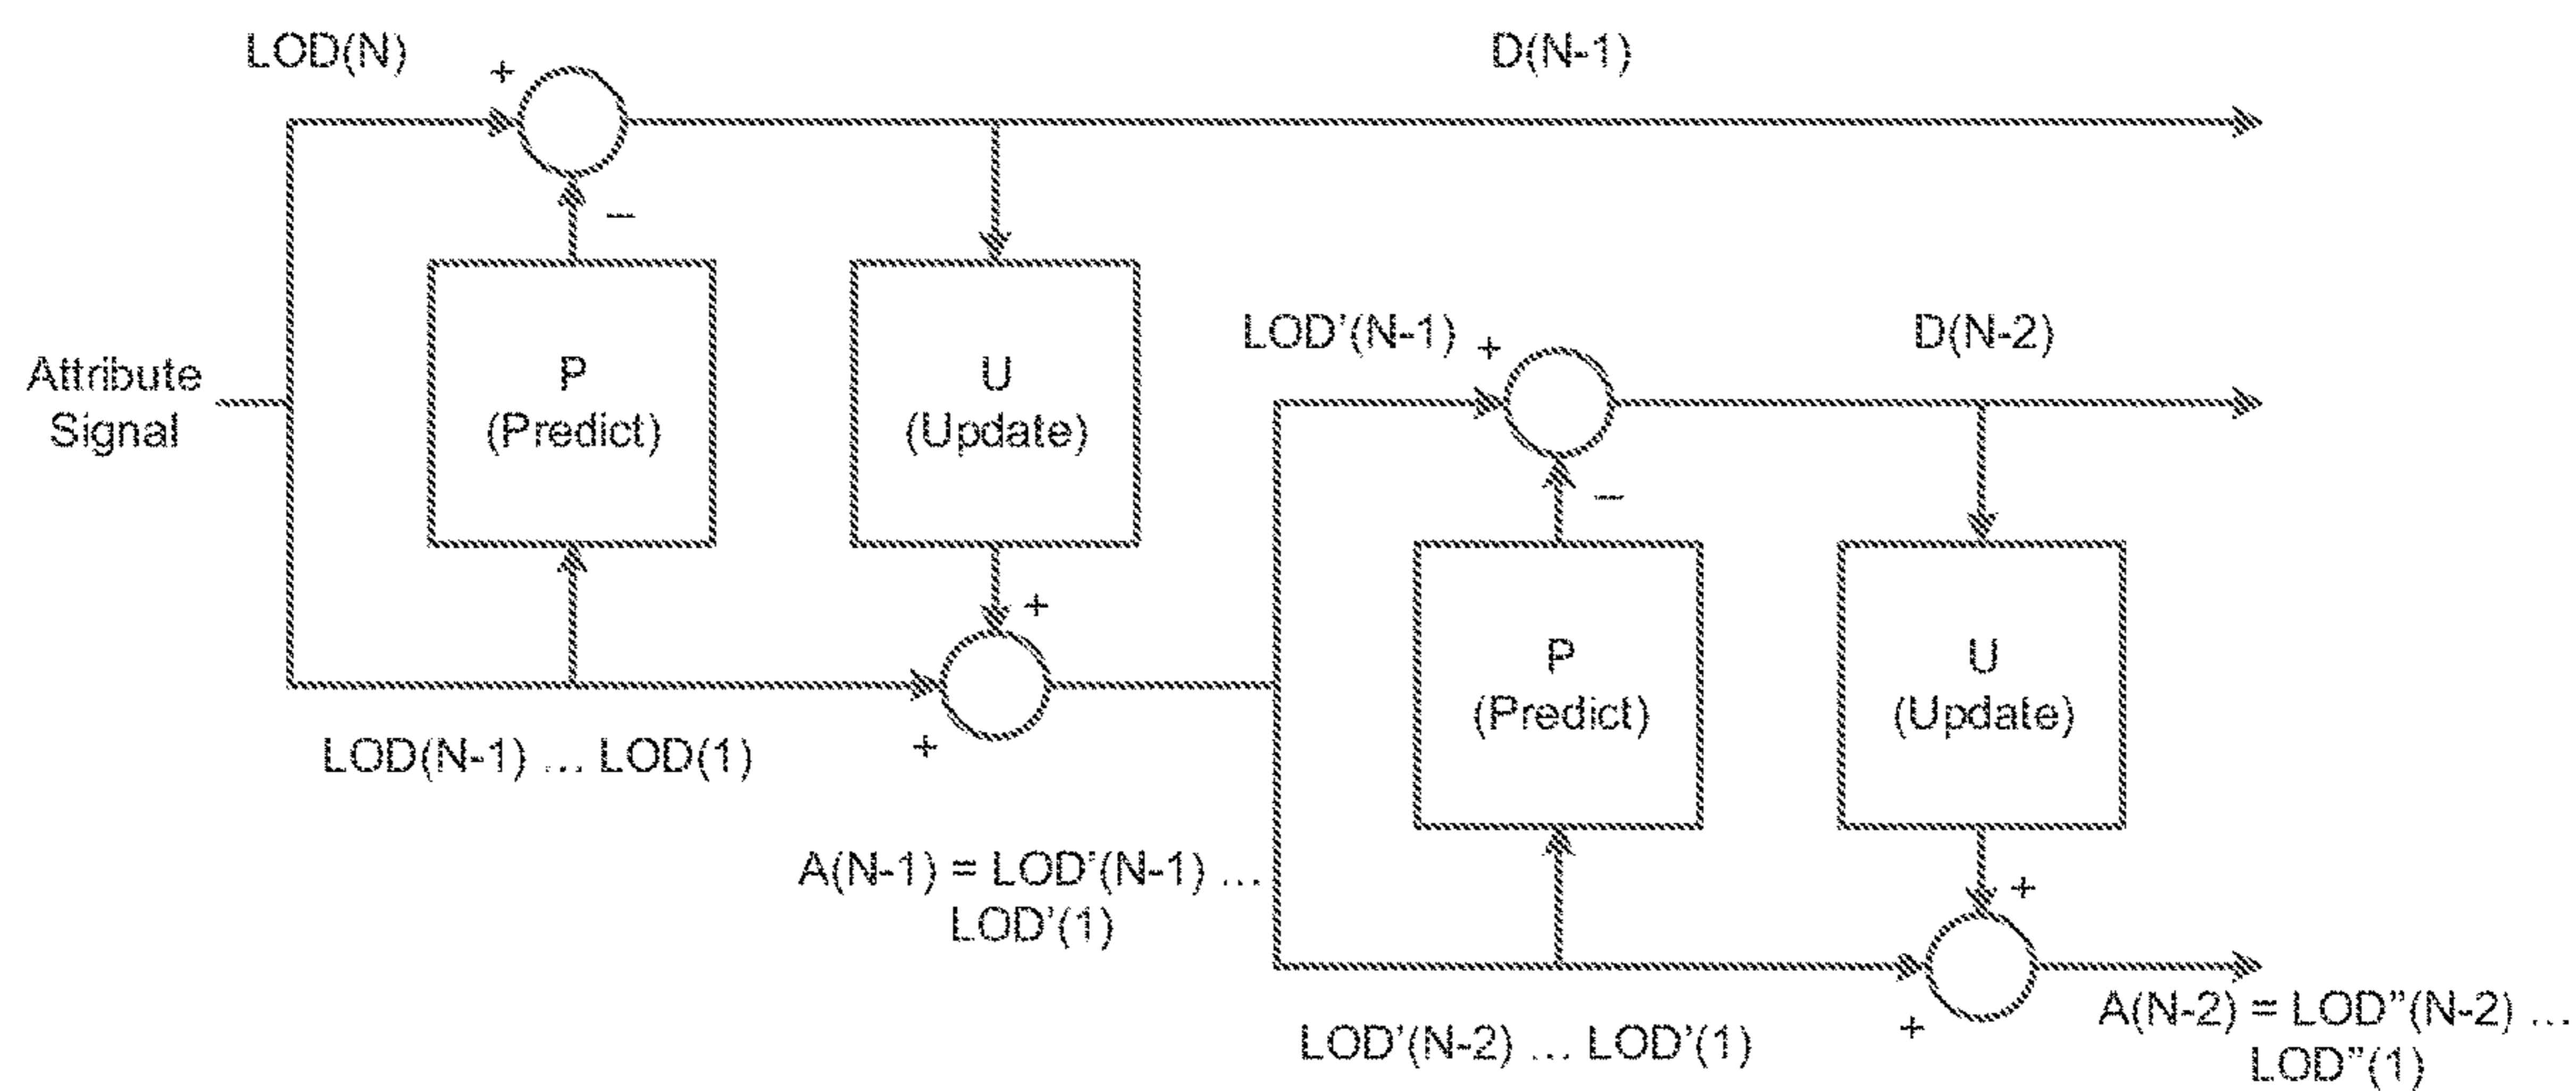 LOD(N)
+
D(N-1)
–
Attribute
Signal
P
(Predict)
U
(Update)
LOD'(N-1)
+
D(N-2)
–
+
LOD(N-1) ... LOD(1)
+
P
(Predict)
U
(Update)
A(N-1) = LOD'(N-1) ...
LOD'(1)
+
LOD'(N-2) ... LOD'(1)
+
A(N-2) = LOD”(N-2) ...
LOD”(1)